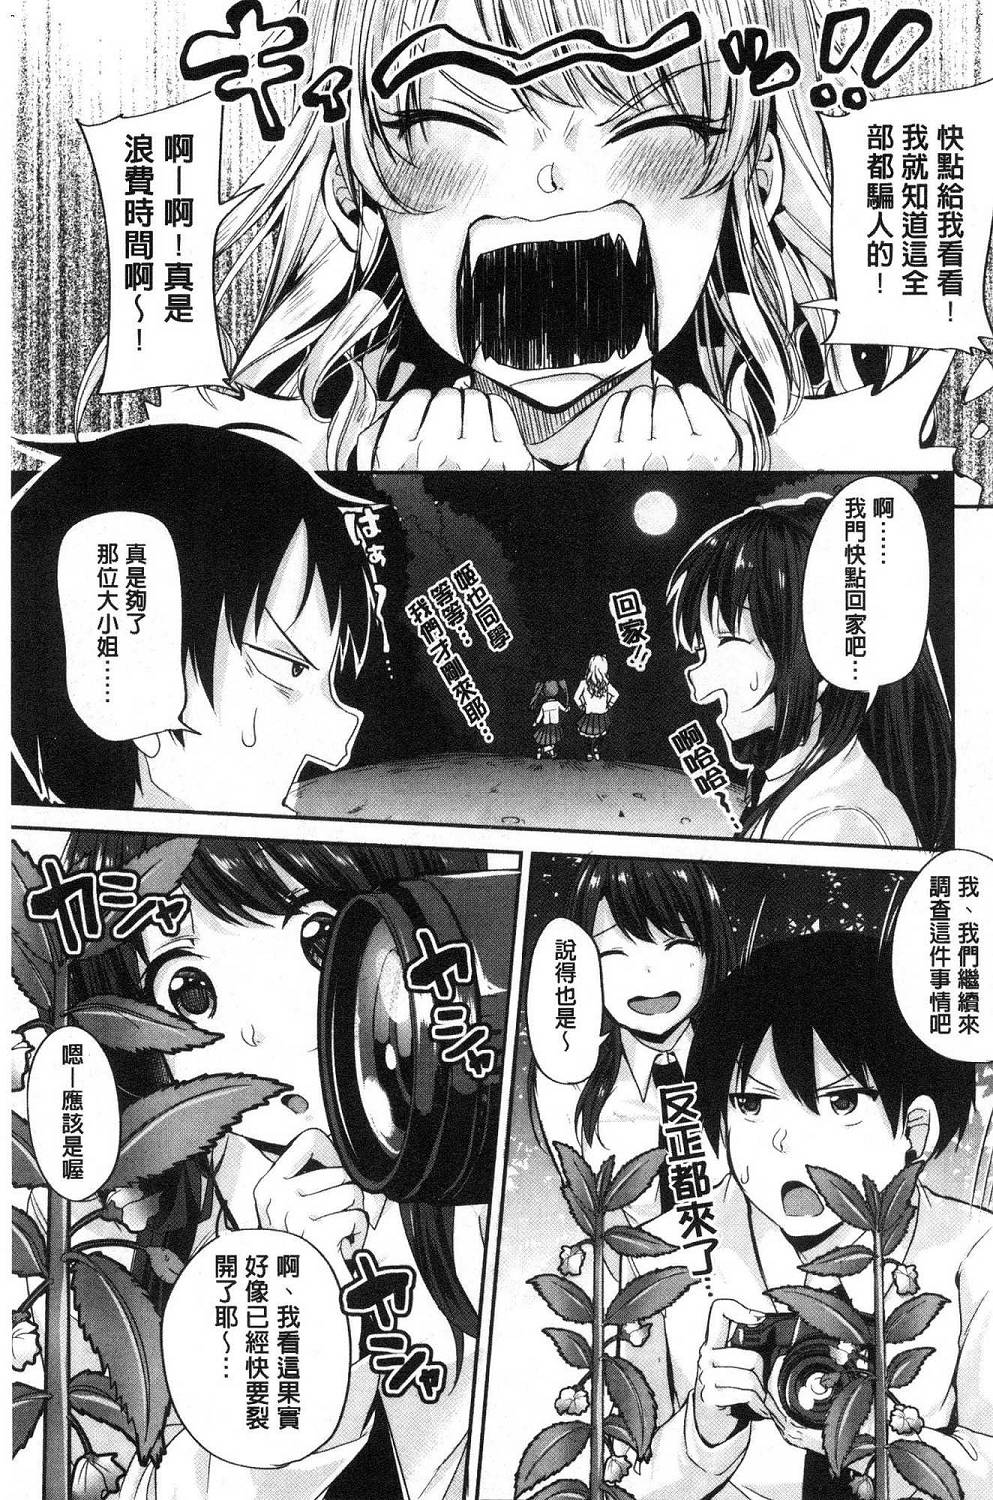 快點給我看看！
我就知道這全
部都騙人的！
キィ〜〜ッ!!
啊ー啊！真是
浪費時間啊～！
啊……
我門快點回家吧…
啊哈哈～…
回家!!
姬也同學
等等…
我們才剛來耶…
はぁー〜…
真是夠了
那位大小姐……
我、我們繼續來
調查這件事情吧
說得也是～
反正都來了…
カシャ
カシャ
カシャ
嗯ー應該是喔
啊、我看這果實
好像已經快要裂
開了耶～…